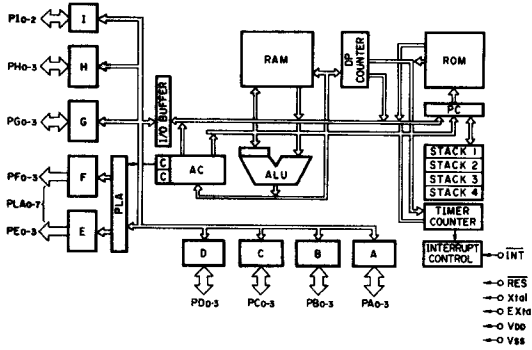 PI0-2
I
PH0-3
H
PG0-3
G
I/O BUFFER
RAM
DP COUNTER
ROM
PC
STACK 1
STACK 2
STACK 3
STACK 4
C
C
AC
ALU
PF0-3
F
PLA0-7
PLA
PE0-3
E
TIMER
COUNTER
INTERRUPT
CONTROL
INT
D
C
B
A
PD0-3
PC0-3
PB0-3
PA0-3
RES
Xtal
EXtal
VDD
VSS